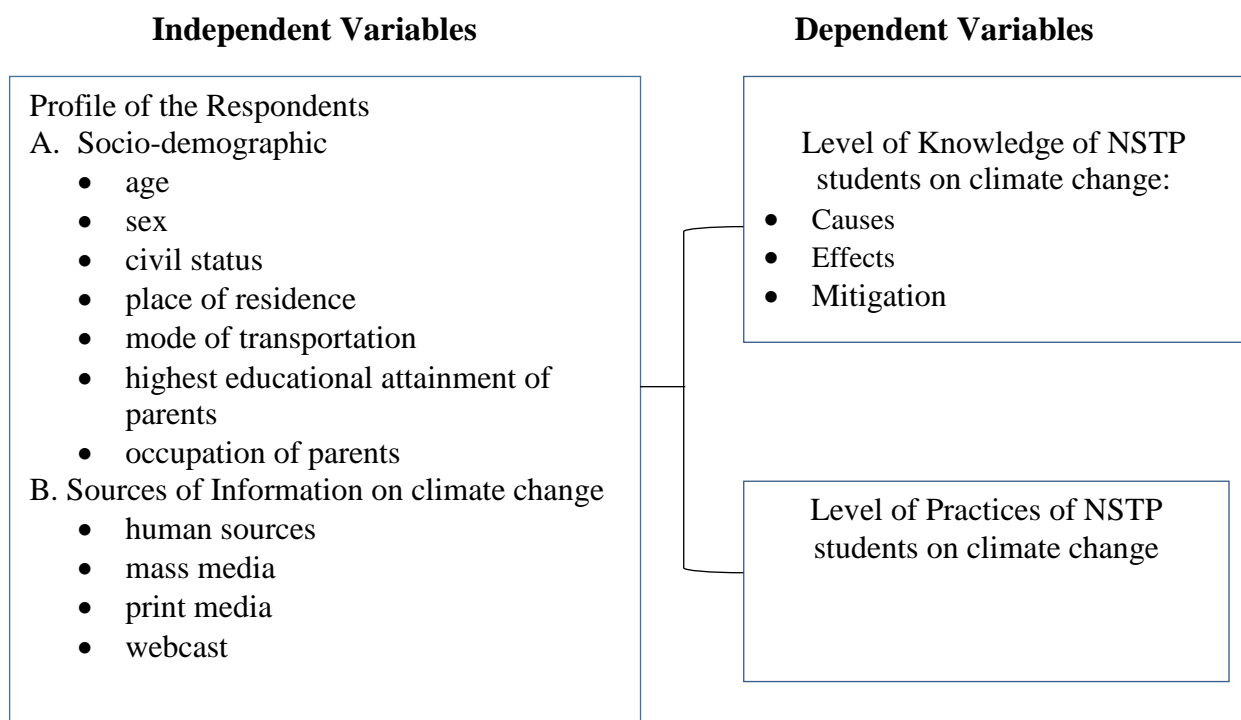 Independent Variables
Dependent Variables
Profile of the Respondents
A. Socio-demographic
• age
• sex
• civil status
• place of residence
• mode of transportation
• highest educational attainment of
parents
• occupation of parents
B. Sources of Information on climate change
• human sources
• mass media
• print media
• webcast
Level of Knowledge of NSTP
students on climate change:
• Causes
• Effects
• Mitigation
Level of Practices of NSTP
students on climate change